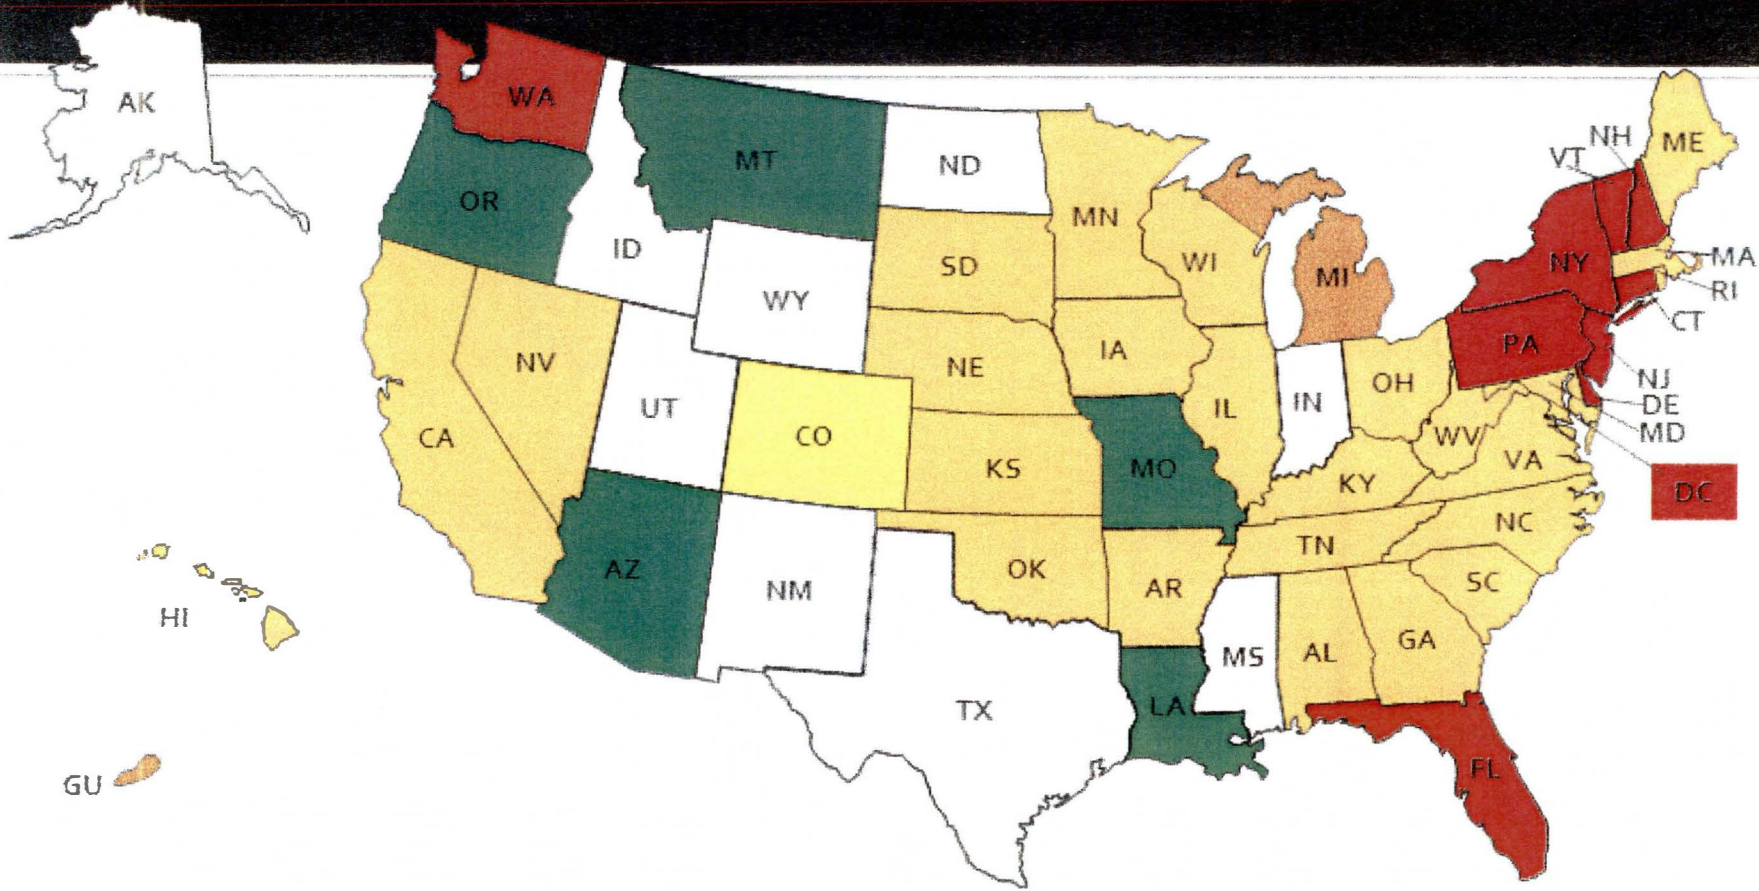 AK
WA
MT
ND
MN
NH
ME
VT
OR
ID
SD
WI
MI
NY
MA
RI
CT
WY
NV
NE
IA
PA
UT
CO
IL
IN
OH
NJ
DE
MD
CA
KS
MO
KY
WV
VA
DC
AZ
NM
OK
AR
TN
NC
SC
HI
MS
AL
GA
TX
LA
FL
GU